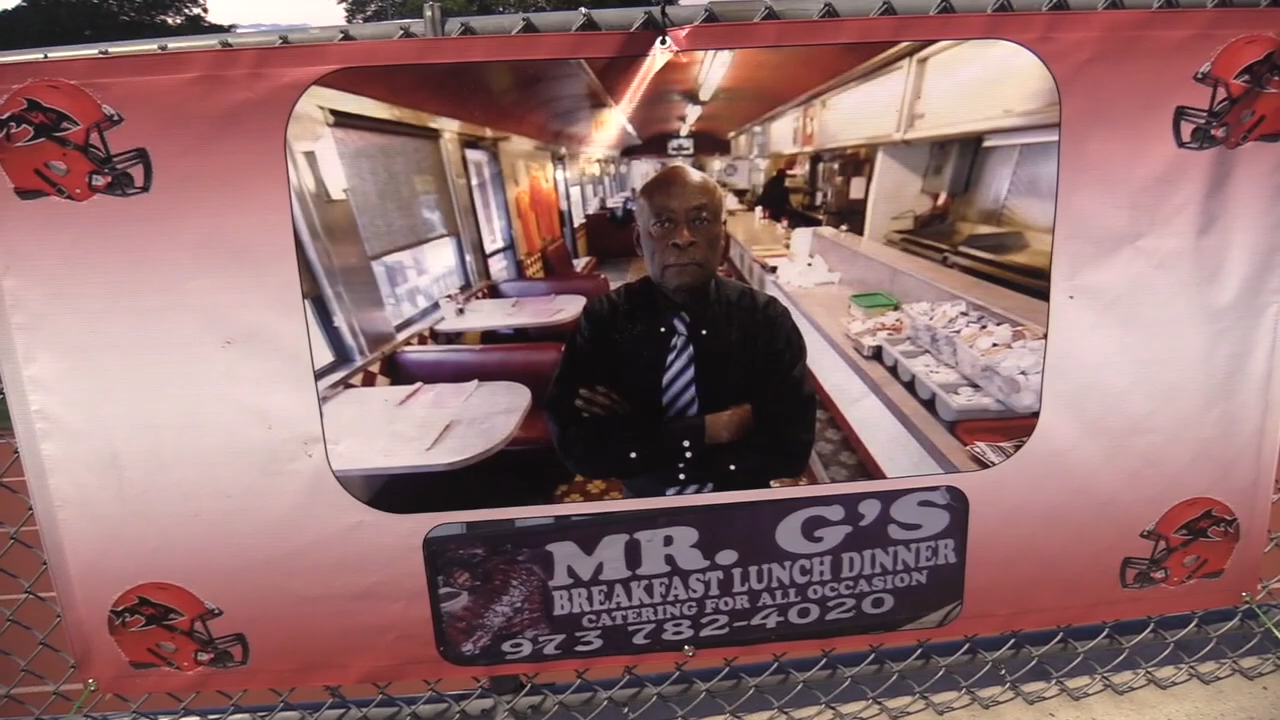 MR. G'S
BREAKFAST LUNCH DINNER
CATERING FOR ALL OCCASION
973 782-4020